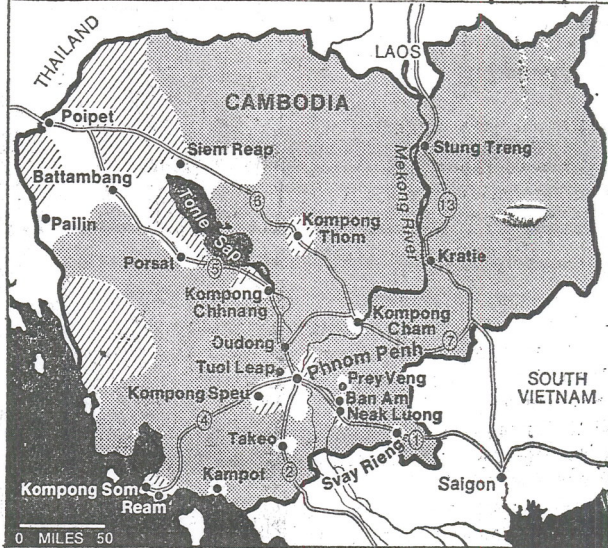 THAILAND
LAOS
CAMBODIA
Poipet
Siem Reap
Stung Treng
Battambang
Mekong River
6
13
Tonle Sap
Pailin
Kompong
Thom
Porsat
5
Kratie
Kompong
Chhnang
Kompong
Cham
7
Oudong
Phnom Penh
Tuol Leap
Prey Veng
SOUTH
VIETNAM
Kompong Speu
Ban Am
Neak Luong
4
Takeo
1
Svay Rieng
2
Kampot
Saigon
Kompong Som
Ream
0 MILES 50